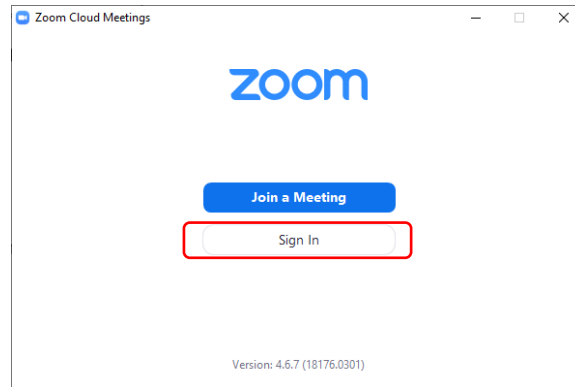 Zoom Cloud Meetings
zoom
Join a Meeting
Sign In
Version: 4.6.7 (18176.0301)